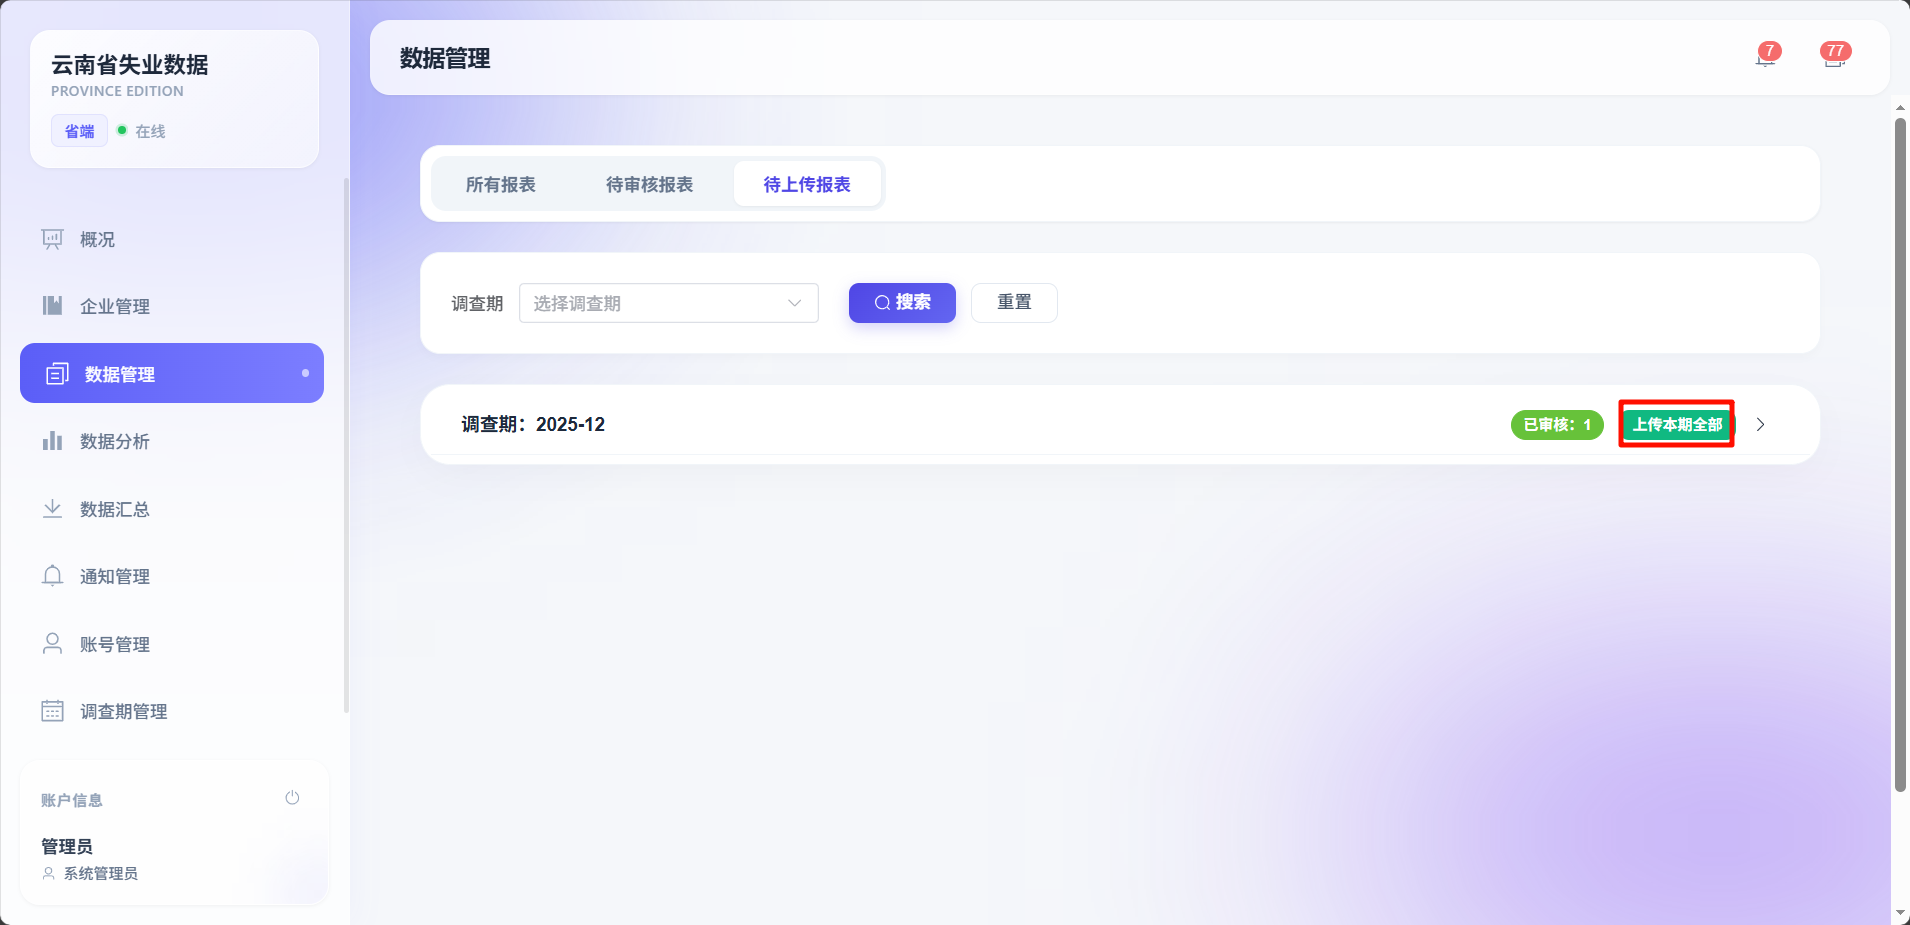 云南省失业数据
PROVINCE EDITION
省端
在线
概况
企业管理
数据管理
数据分析
数据汇总
通知管理
账号管理
调查期管理
账户信息
管理员
系统管理员
数据管理
7
77
所有报表
待审核报表
待上传报表
调查期
选择调查期
搜索
重置
调查期：2025-12
已审核：1
上传本期全部